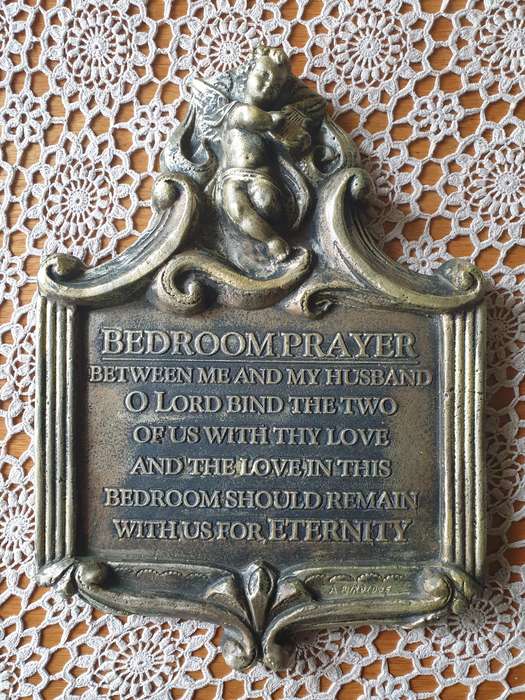 BEDROOM PRAYER
BETWEEN ME AND MY HUSBAND
O LORD BIND THE TWO
OF US WITH THY LOVE
AND THE LOVE IN THIS
BEDROOM SHOULD REMAIN
WITH US FOR ETERNITY